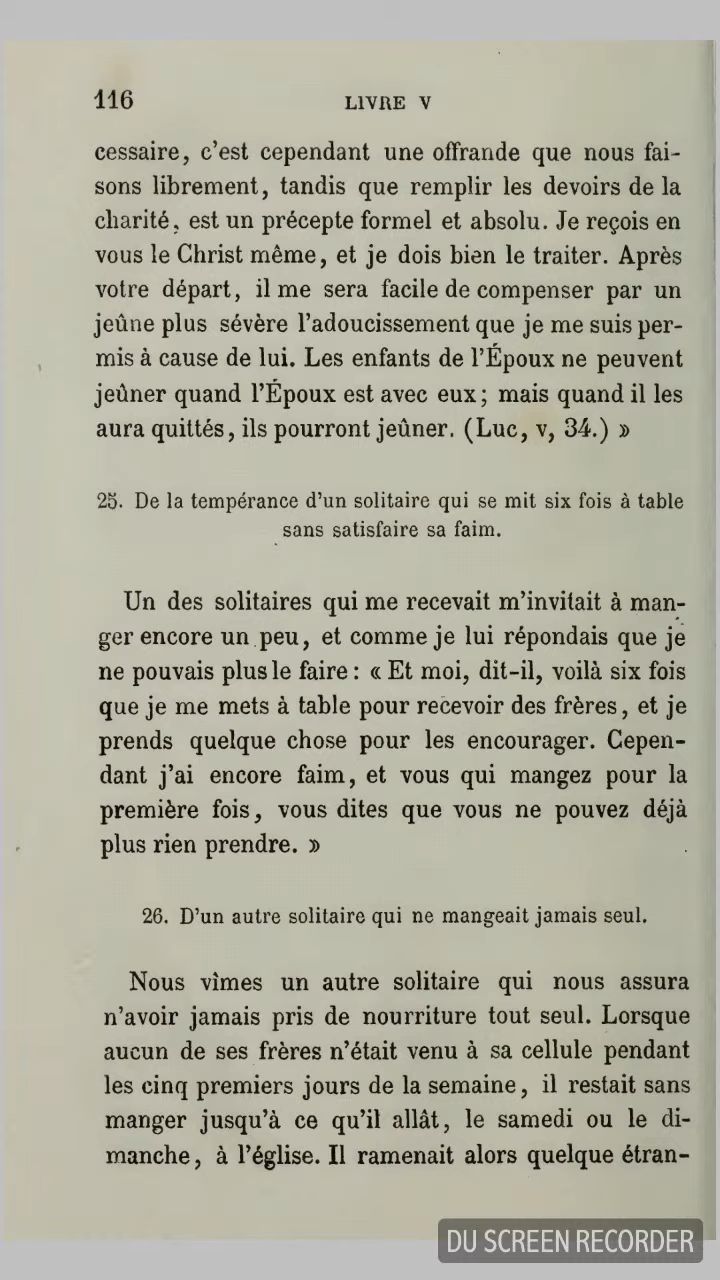 116 LIVRE V
cessaire, c'est cependant une offrande que nous fai-
sons librement, tandis que remplir les devoirs de la
charité, est un précepte formel et absolu. Je reçois en
vous le Christ même, et je dois bien le traiter. Après
votre départ, il me sera facile de compenser par un
jeûne plus sévère l'adoucissement que je me suis per-
mis à cause de lui. Les enfants de l'Époux ne peuvent
jeûner quand l'Époux est avec eux ; mais quand il les
aura quittés, ils pourront jeûner. (Luc, v, 34.) »
25. De la tempérance d'un solitaire qui se mit six fois à table
sans satisfaire sa faim.
Un des solitaires qui me recevait m'invitait à man-
ger encore un peu, et comme je lui répondais que je
ne pouvais plus le faire : « Et moi, dit-il, voilà six fois
que je me mets à table pour recevoir des frères, et je
prends quelque chose pour les encourager. Cepen-
dant j'ai encore faim, et vous qui mangez pour la
première fois, vous dites que vous ne pouvez déjà
plus rien prendre. »
26. D'un autre solitaire qui ne mangeait jamais seul.
Nous vîmes un autre solitaire qui nous assura
n'avoir jamais pris de nourriture tout seul. Lorsque
aucun de ses frères n'était venu à sa cellule pendant
les cinq premiers jours de la semaine, il restait sans
manger jusqu'à ce qu'il allât, le samedi ou le di-
manche, à l'église. Il ramenait alors quelque étran-
DU SCREEN RECORDER